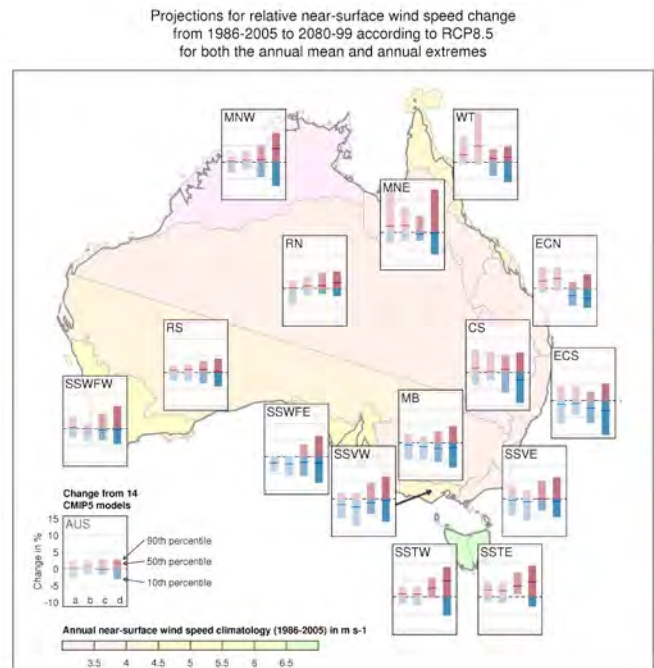 Projections for relative near-surface wind speed change
from 1986-2005 to 2080-99 according to RCP8.5
for both the annual mean and annual extremes
MNW
WT
MNE
RN
ECN
RS
CS
ECS
SSWFW
MB
SSWFE
SSVW
SSVE
Change from 14
CMIP5 models
AUS
15
10
5
0
-5
-10
Change in %
90th percentile
50th percentile
10th percentile
a b c d
SSTW
SSTE
Annual near-surface wind speed climatology (1986-2005) in m s-1
3.5 4 4.5 5 5.5 6 6.5